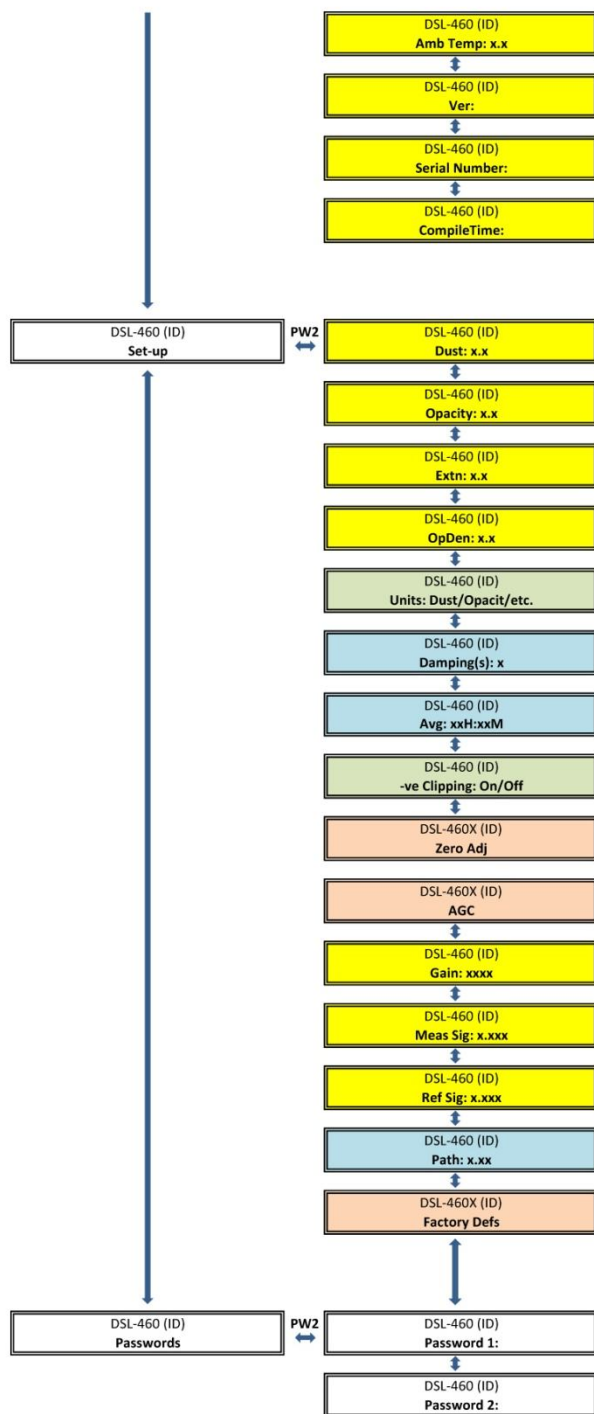 DSL-460 (ID)
Amb Temp: x.x
DSL-460 (ID)
Ver:
DSL-460 (ID)
Serial Number:
DSL-460 (ID)
CompileTime:
DSL-460 (ID)
Set-up
PW2
DSL-460 (ID)
Dust: x.x
DSL-460 (ID)
Opacity: x.x
DSL-460 (ID)
Extn: x.x
DSL-460 (ID)
OpDen: x.x
DSL-460 (ID)
Units: Dust/Opacit/etc.
DSL-460 (ID)
Damping(s): x
DSL-460 (ID)
Avg: xxH:xxM
DSL-460 (ID)
-ve Clipping: On/Off
DSL-460X (ID)
Zero Adj
DSL-460X (ID)
AGC
DSL-460 (ID)
Gain: xxxx
DSL-460 (ID)
Meas Sig: x.xxx
DSL-460 (ID)
Ref Sig: x.xxx
DSL-460 (ID)
Path: x.xx
DSL-460X (ID)
Factory Defs
DSL-460 (ID)
Passwords
PW2
DSL-460 (ID)
Password 1:
DSL-460 (ID)
Password 2: